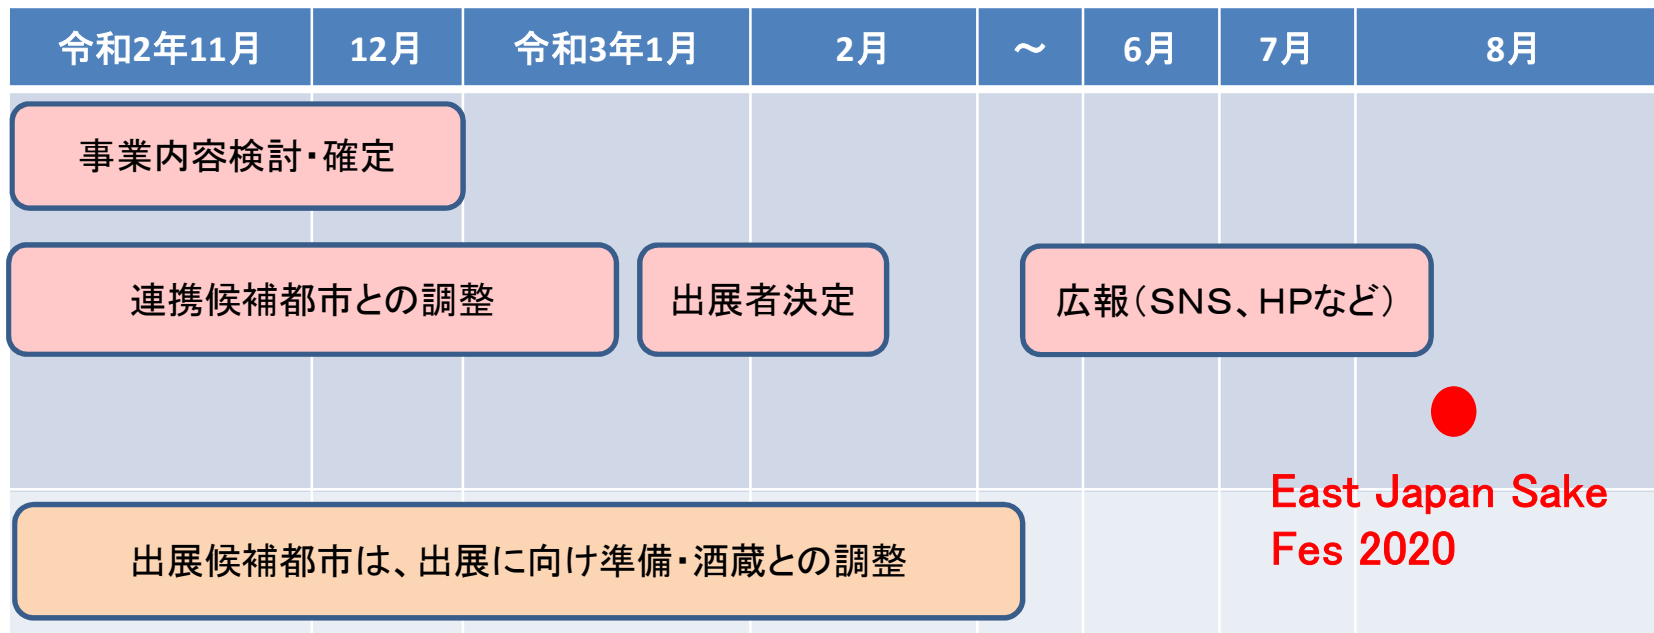 令和2年11月 12月 令和3年1月 2月 ～ 6月 7月 8月
事業内容検討・確定
連携候補都市との調整 出展者決定 広報（SNS、HPなど）
East Japan Sake
Fes 2020
出展候補都市は、出展に向け準備・酒蔵との調整